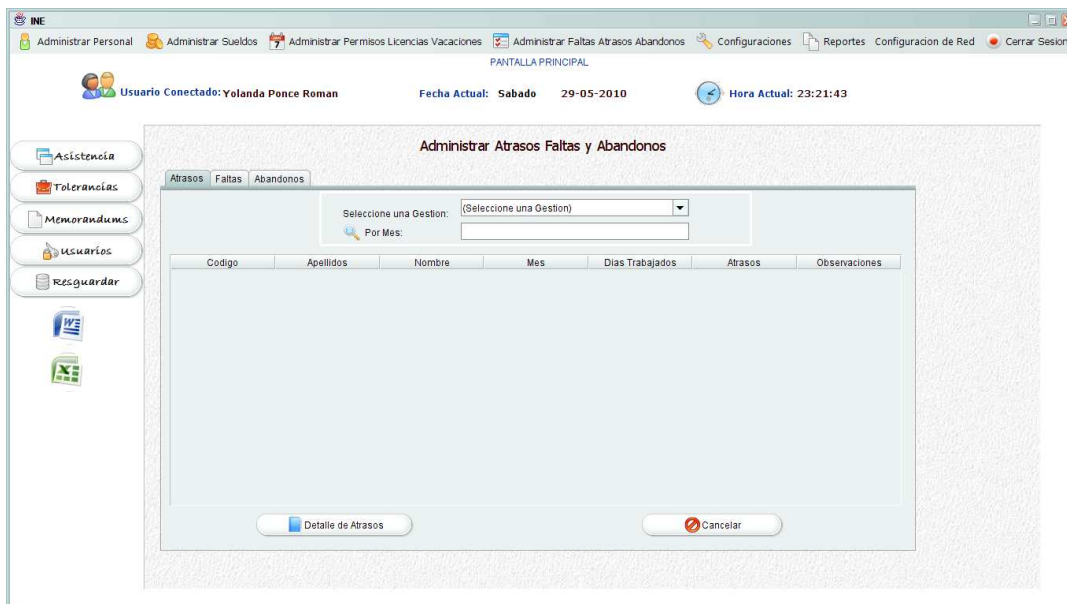 INE
Administrar Personal Administrar Sueldos Administrar Permisos Licencias Vacaciones Administrar Faltas Atrasos Abandonos Configuraciones Reportes Configuracion de Red Cerrar Sesion
PANTALLA PRINCIPAL
Usuario Conectado: Yolanda Ponce Roman Fecha Actual: Sabado 29-05-2010 Hora Actual: 23:21:43
Administrar Atrasos Faltas y Abandonos
Asistencia
Tolerancias
Memorandums
Usuarios
Resguardar
Atrasos Faltas Abandonos
Seleccione una Gestion: (Seleccione una Gestion)
Por Mes:
Codigo Apellidos Nombre Mes Dias Trabajados Atrasos Observaciones
Detalle de Atrasos Cancelar